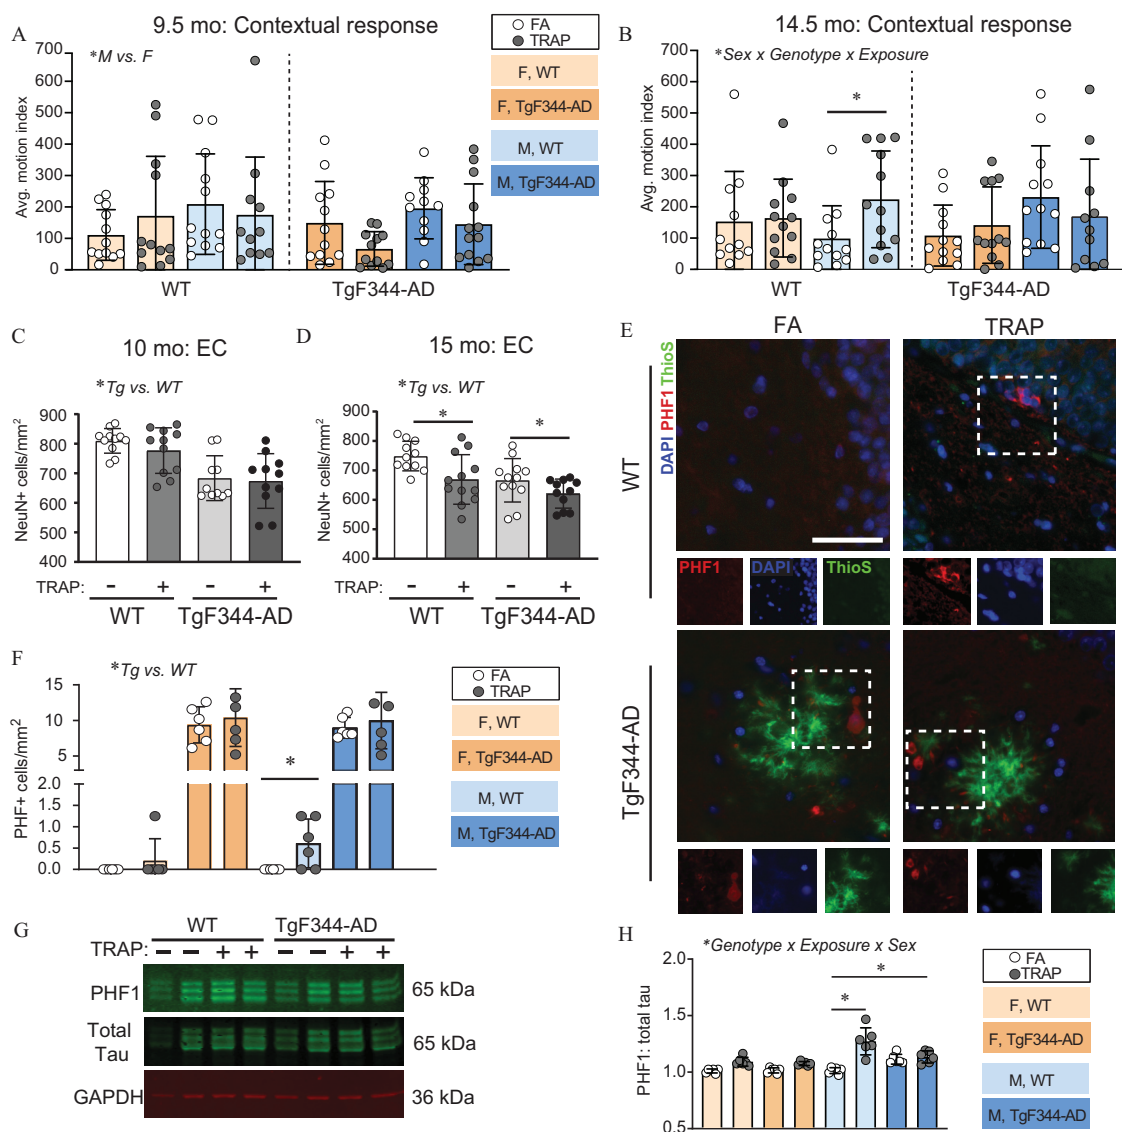 A
9.5 mo: Contextual response
*M vs. F
Avg. motion index
700
600
500
400
300
200
100
0
WT
TgF344-AD
FA
TRAP
F, WT
F, TgF344-AD
M, WT
M, TgF344-AD
B
14.5 mo: Contextual response
*Sex x Genotype x Exposure
Avg. motion index
700
600
500
400
300
200
100
0
*
WT
TgF344-AD
C
10 mo: EC
*Tg vs. WT
NeuN+ cells/mm²
900
800
700
600
500
400
TRAP: – + – +
WT
TgF344-AD
D
15 mo: EC
*Tg vs. WT
NeuN+ cells/mm²
900
800
700
600
500
400
*
*
– + – +
WT
TgF344-AD
E
FA
TRAP
DAPI PHF1 ThioS
WT
PHF1
DAPI
ThioS
TgF344-AD
F
*Tg vs. WT
PHF+ cells/mm²
15
10
5
2.0
1.5
1.0
0.5
0.0
*
FA
TRAP
F, WT
F, TgF344-AD
M, WT
M, TgF344-AD
G
WT
TgF344-AD
TRAP: – – + + – – + +
PHF1
65 kDa
Total
Tau
65 kDa
GAPDH
36 kDa
H
*Genotype x Exposure x Sex
PHF1: total tau
2.0
1.5
1.0
0.5
*
*
FA
TRAP
F, WT
F, TgF344-AD
M, WT
M, TgF344-AD